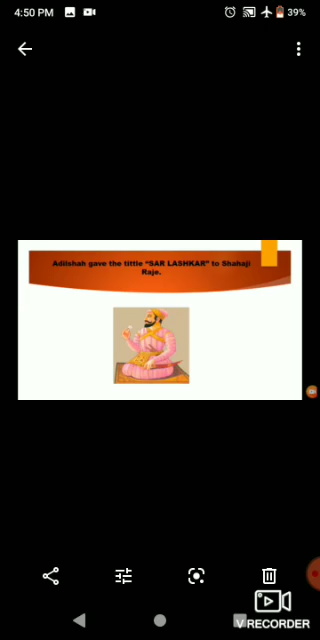 4:50 PM
39%
Adilshah gave the tittle “SAR LASHKAR” to Shahaji
Raje.
V RECORDER